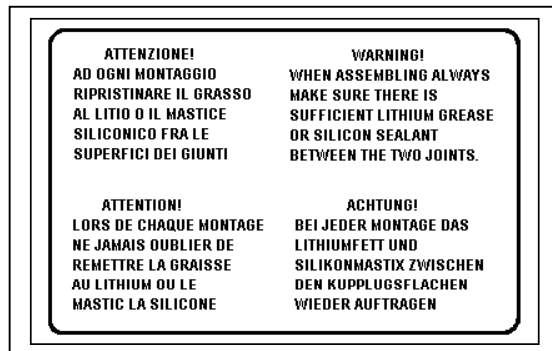 ATTENZIONE!
AD OGNI MONTAGGIO
RIPRISTINARE IL GRASSO
AL LITIO O IL MASTICE
SILICONICO FRA LE
SUPERFICI DEI GIUNTI
WARNING!
WHEN ASSEMBLING ALWAYS
MAKE SURE THERE IS
SUFFICIENT LITHIUM GREASE
OR SILICON SEALANT
BETWEEN THE TWO JOINTS.
ATTENTION!
LORS DE CHAQUE MONTAGE
NE JAMAIS OUBLIER DE
REMETTRE LA GRAISSE
AU LITHIUM OU LE
MASTIC LA SILICONE
ACHTUNG!
BEI JEDER MONTAGE DAS
LITHIUMFETT UND
SILIKONMASTIX ZWISCHEN
DEN KUPPLUGSFLACHEN
WIEDER AUFTRAGEN